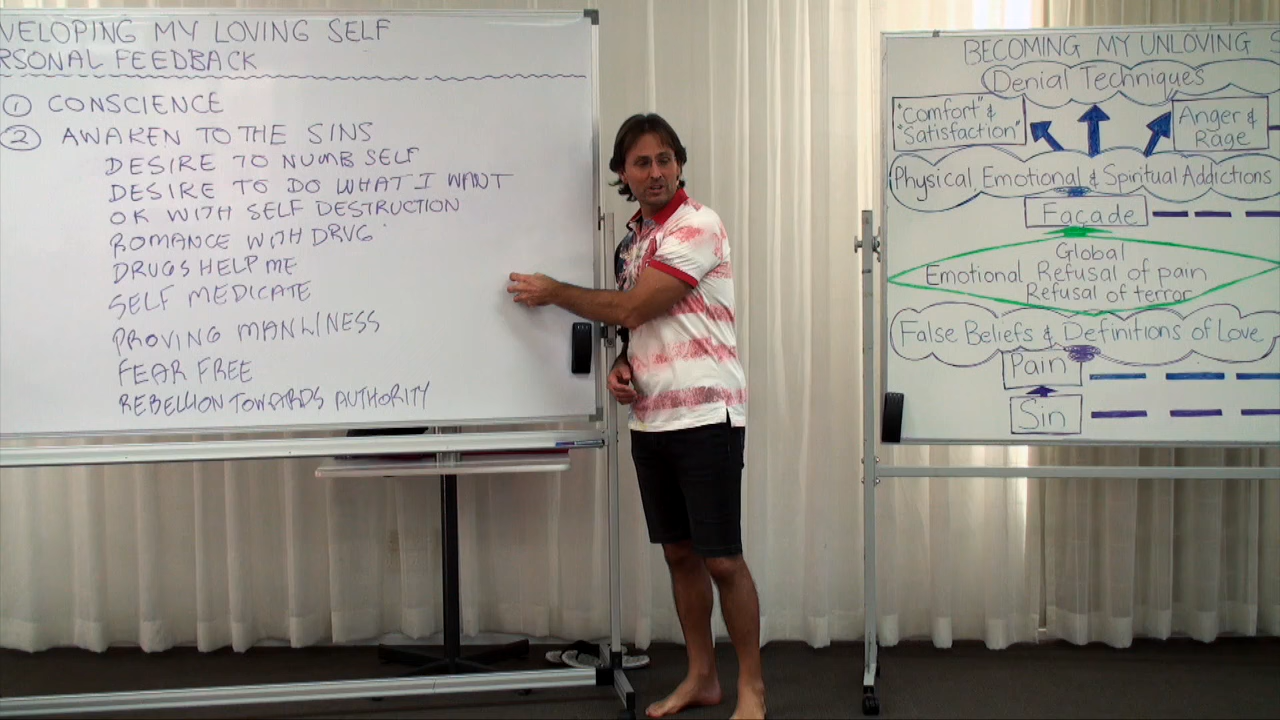 VELOPING MY LOVING SELF
RSONAL FEEDBACK
① CONSCIENCE
② AWAKEN TO THE SINS
DESIRE TO NUMB SELF
DESIRE TO DO WHAT I WANT
OK WITH SELF DESTRUCTION
ROMANCE WITH DRUG
DRUGS HELP ME
SELF MEDICATE
PROVING MANLINESS
FEAR FREE
REBELLION TOWARDS AUTHORITY
BECOMING MY UNLOVING S
Denial Techniques
"Comfort" &
"Satisfaction"
Anger &
Rage
Physical Emotional & Spiritual Addictions
Façade
Global
Emotional Refusal of pain
Refusal of terror
False Beliefs & Definitions of Love
Pain
Sin